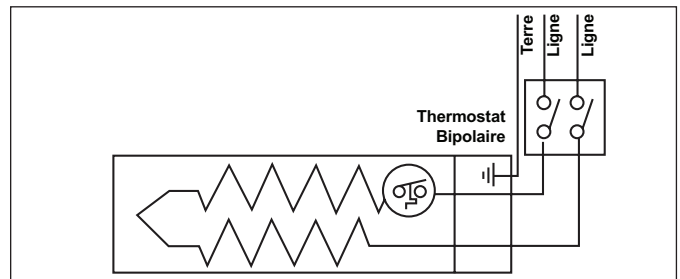 Terre
Ligne
Ligne
Thermostat
Bipolaire